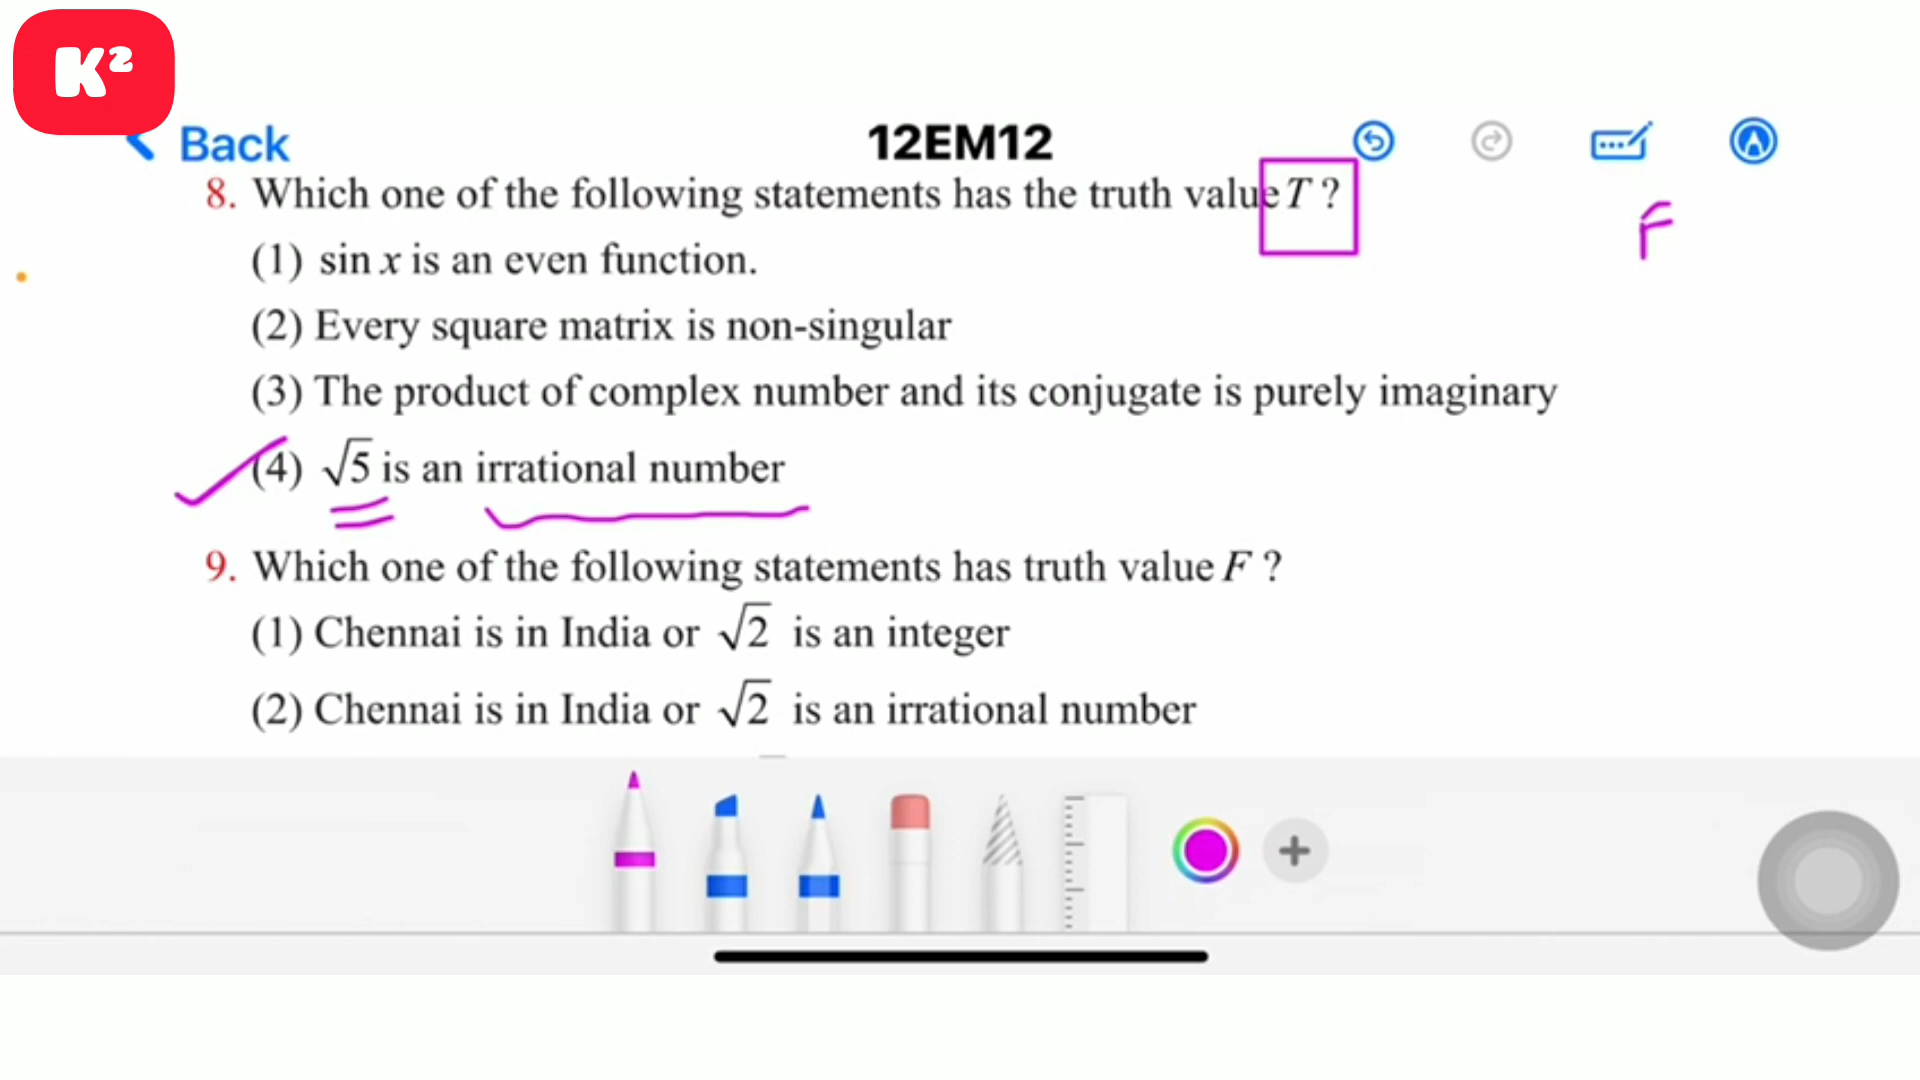 K²
Back
12EM12
8. Which one of the following statements has the truth value T ?
F
(1) sin x is an even function.
(2) Every square matrix is non-singular
(3) The product of complex number and its conjugate is purely imaginary
(4) √5 is an irrational number
9. Which one of the following statements has truth value F ?
(1) Chennai is in India or √2 is an integer
(2) Chennai is in India or √2 is an irrational number